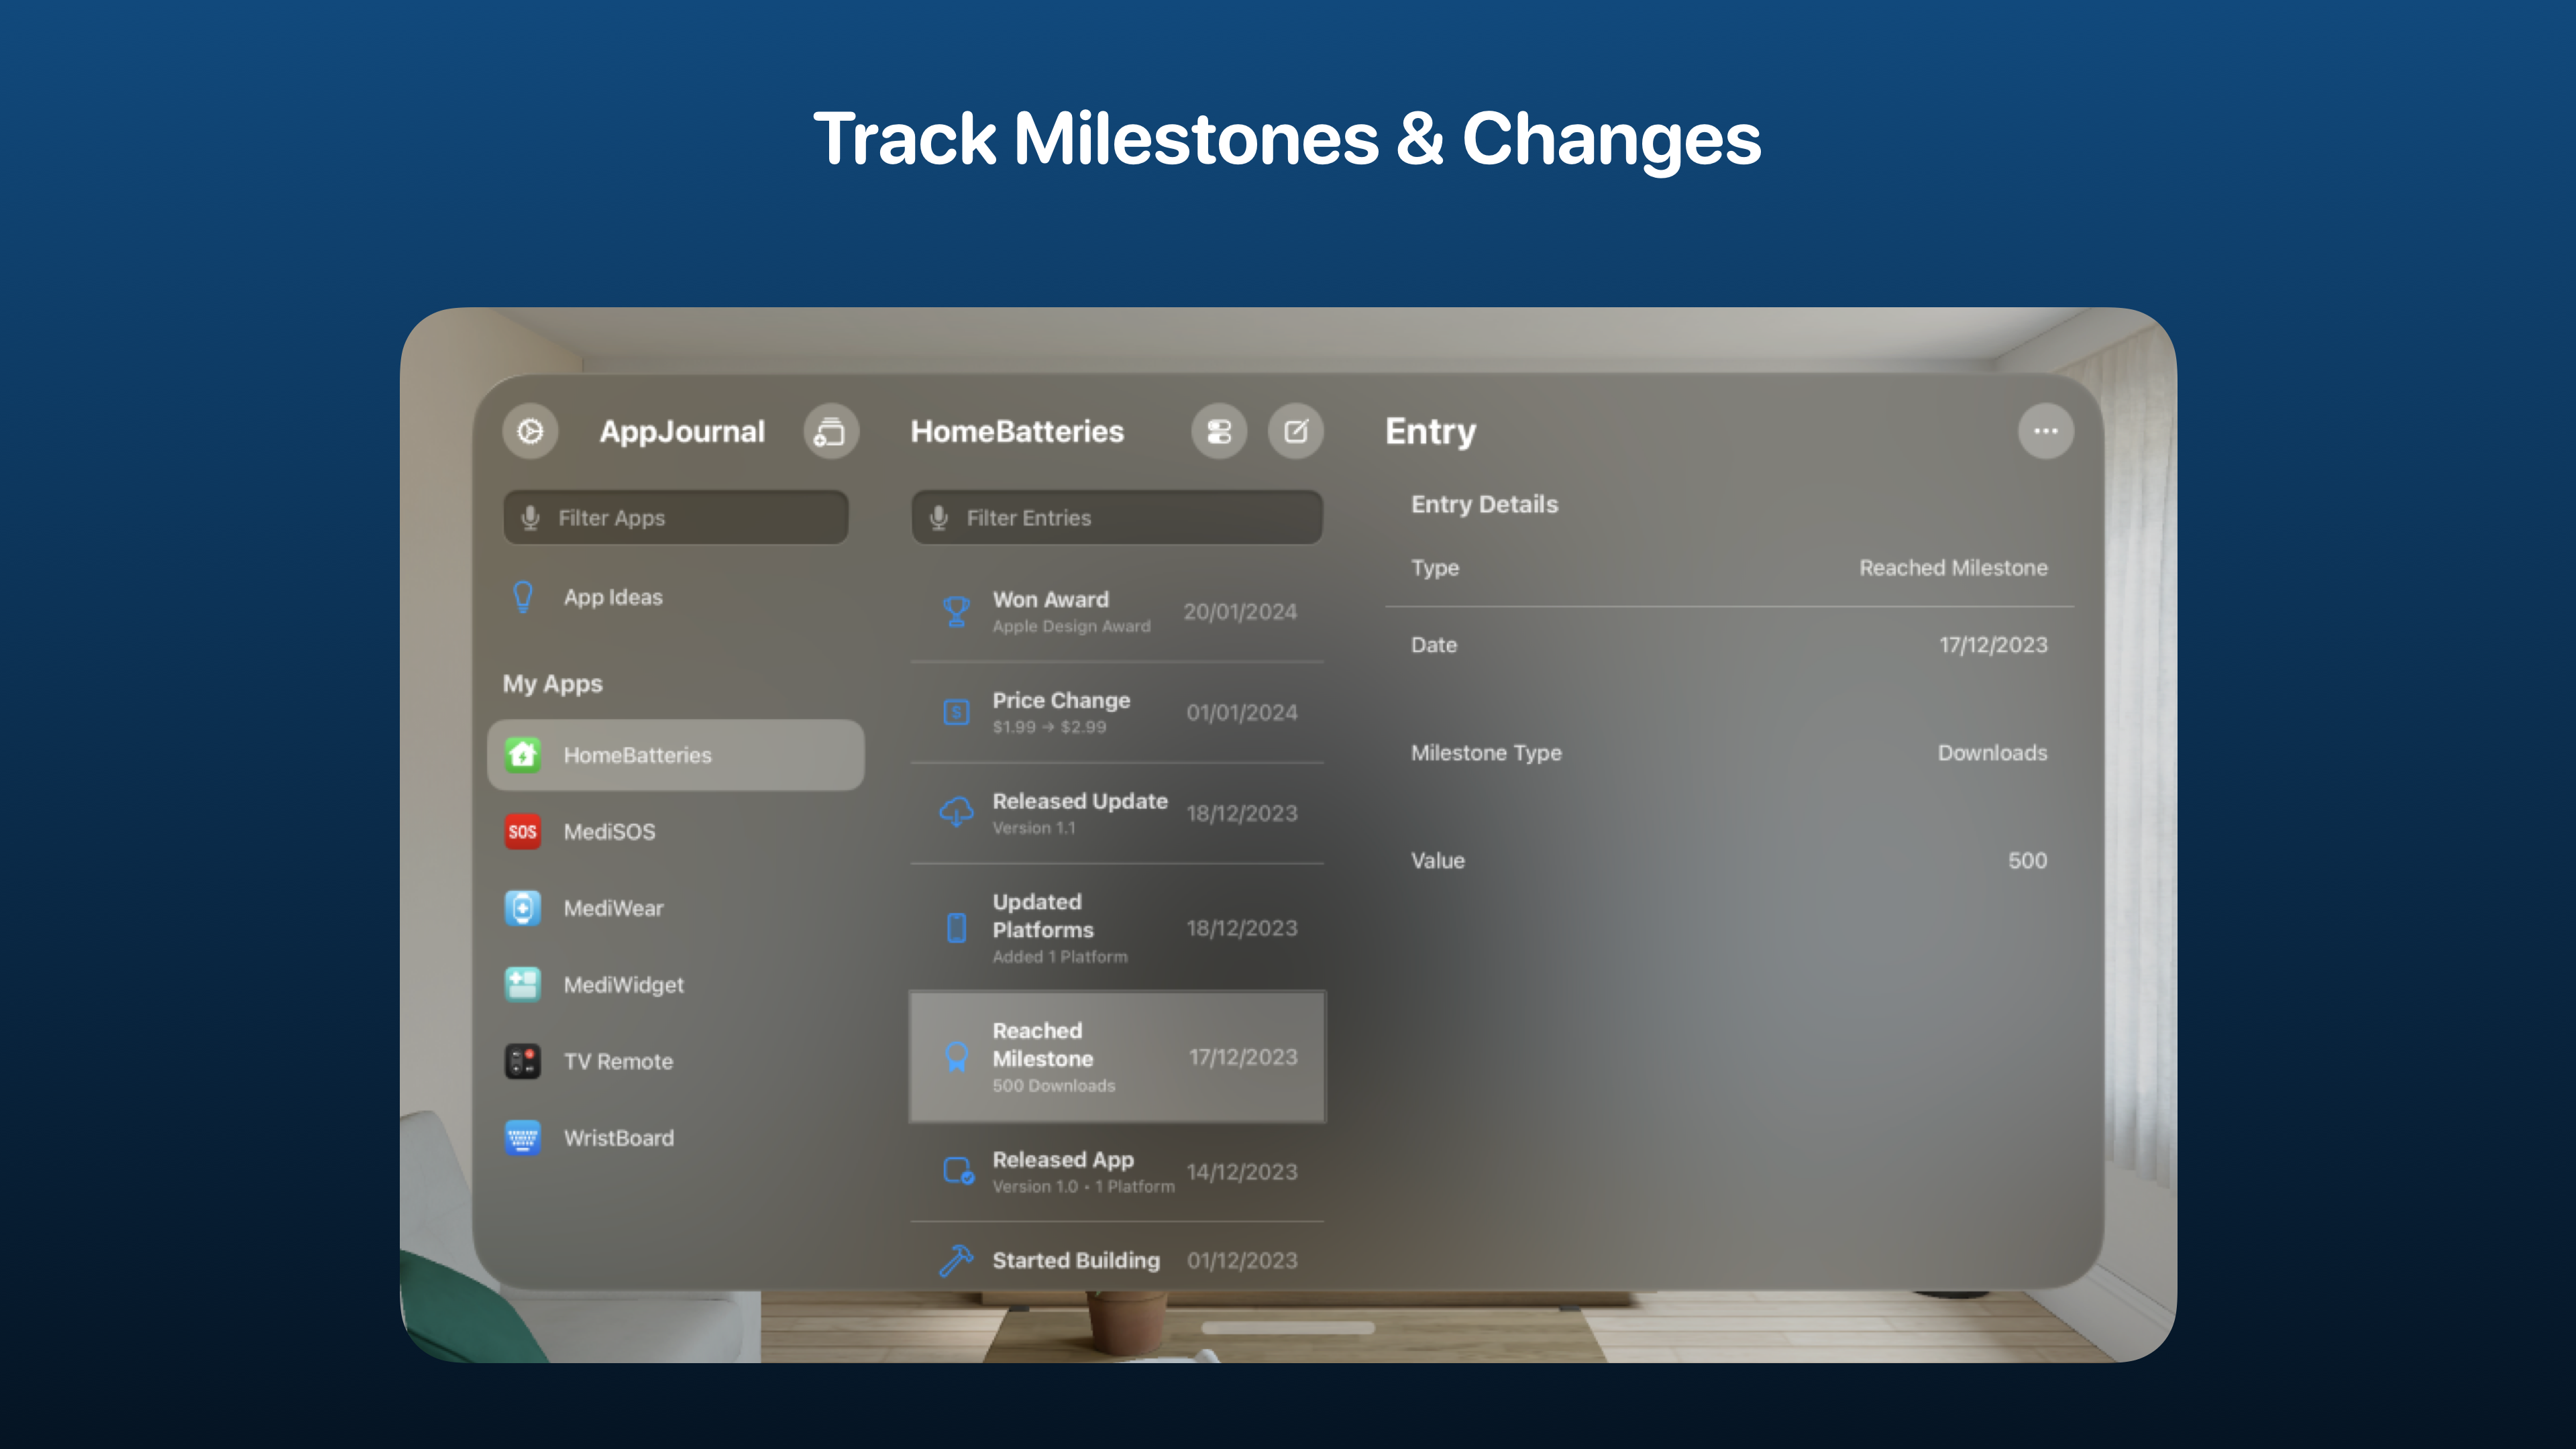 Track Milestones & Changes
AppJournal
Filter Apps
App Ideas
My Apps
HomeBatteries
SOS
MediSOS
MediWear
MediWidget
TV Remote
WristBoard
HomeBatteries
Filter Entries
Won Award
Apple Design Award
20/01/2024
Price Change
$1.99 → $2.99
01/01/2024
Released Update
Version 1.1
18/12/2023
Updated
Platforms
Added 1 Platform
18/12/2023
Reached
Milestone
500 Downloads
17/12/2023
Released App
Version 1.0 • 1 Platform
14/12/2023
Started Building
01/12/2023
Entry
Entry Details
Type
Reached Milestone
Date
17/12/2023
Milestone Type
Downloads
Value
500